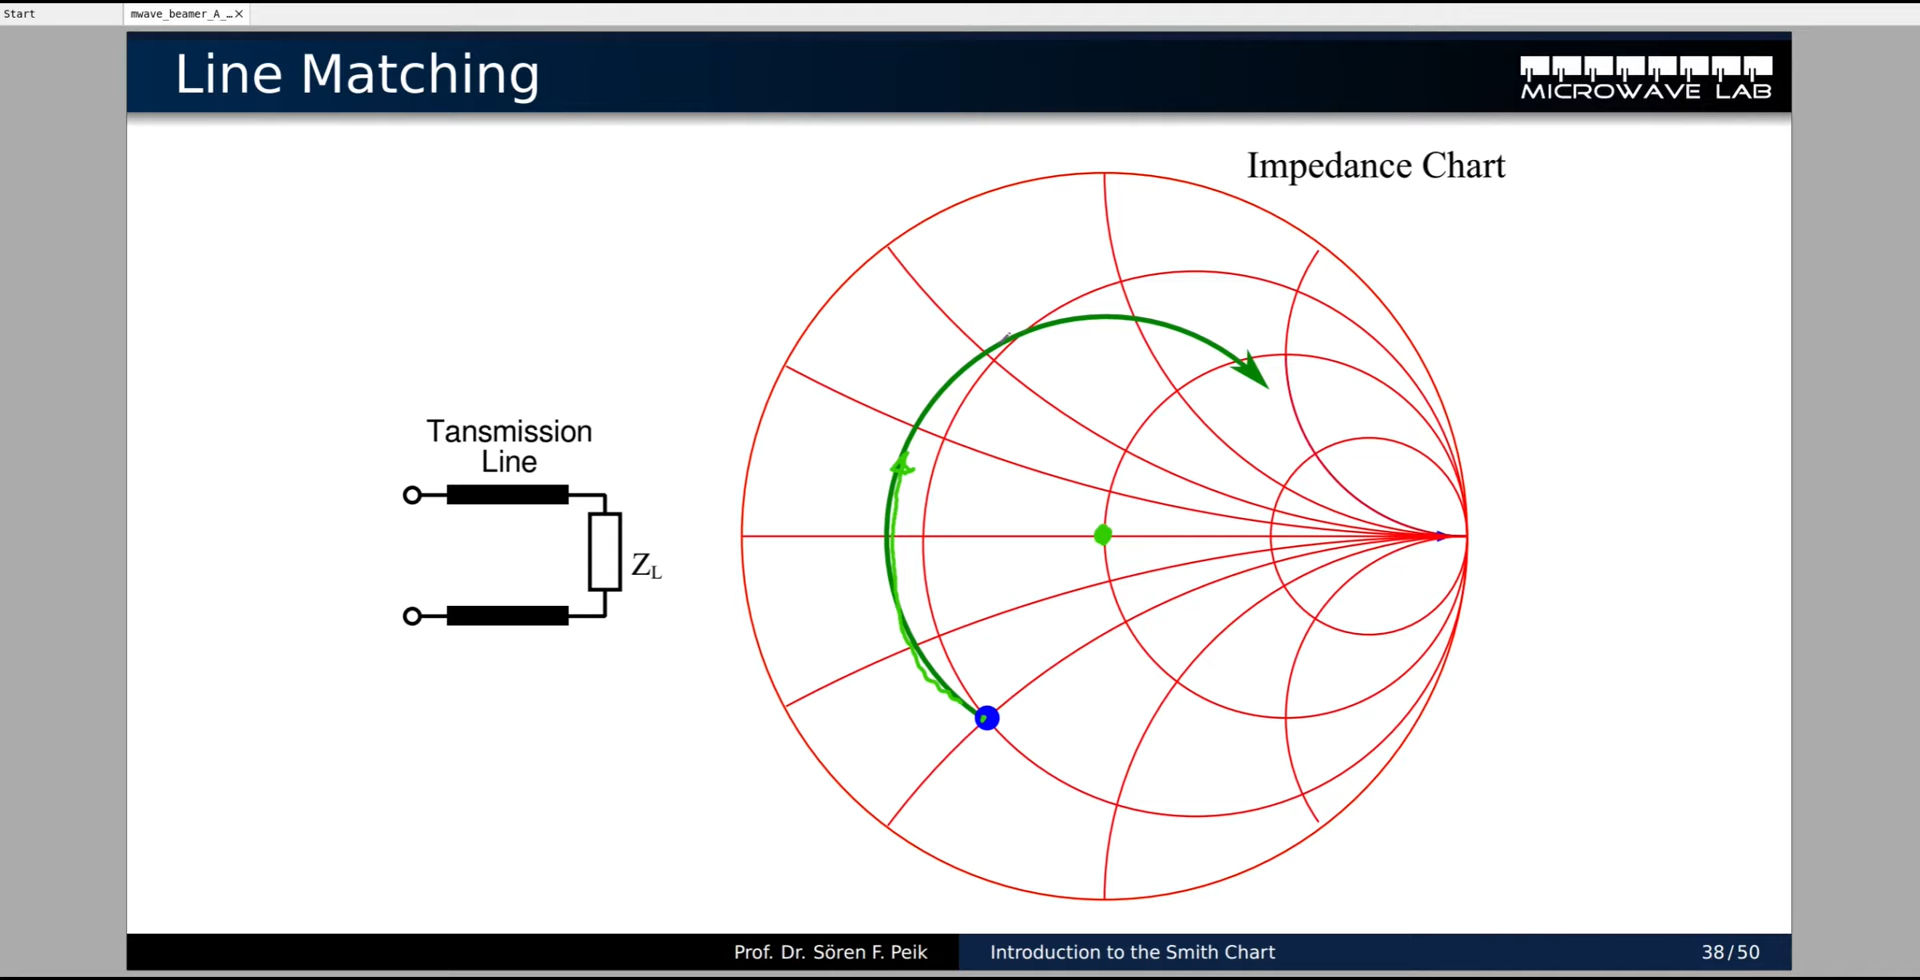 Start
mwave_beamer_A_…
Line Matching
MICROWAVE LAB
Impedance Chart
Tansmission
Line
ZL
Prof. Dr. Sören F. Peik
Introduction to the Smith Chart
38/50